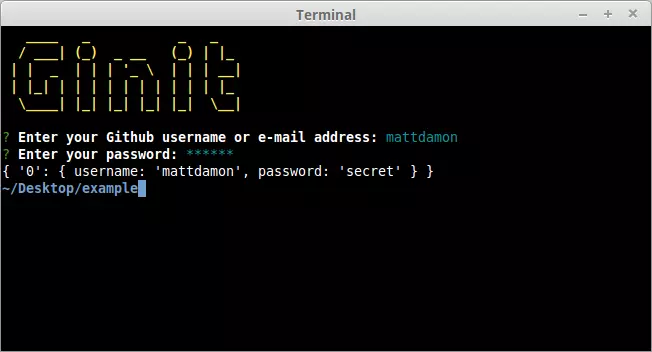 Terminal
Ginit
? Enter your Github username or e-mail address: mattdamon
? Enter your password: ******
{ '0': { username: 'mattdamon', password: 'secret' } }
~/Desktop/example